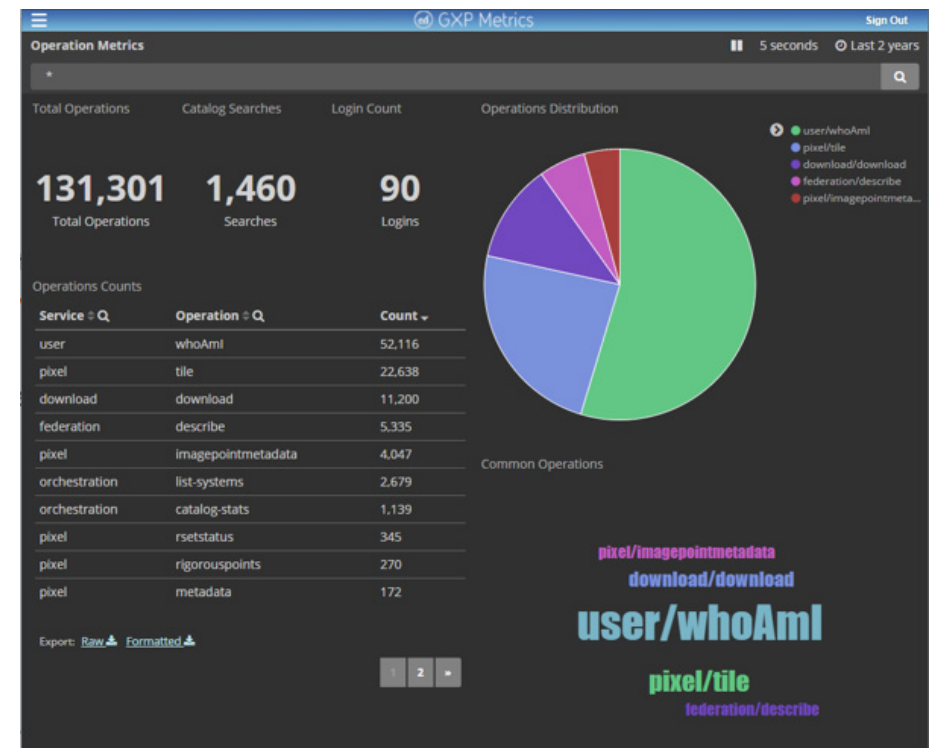 GXP Metrics
Sign Out
Operation Metrics
5 seconds
Last 2 years
*
Total Operations
Catalog Searches
Login Count
Operations Distribution
131,301
Total Operations
1,460
Searches
90
Logins
user/whoAmI
pixel/tile
download/download
federation/describe
pixel/imagepointmeta...
Operations Counts
Service Operation Count
user whoAmI 52,116
pixel tile 22,638
download download 11,200
federation describe 5,335
pixel imagepointmetadata 4,047
orchestration list-systems 2,679
orchestration catalog-stats 1,139
pixel rsetstatus 345
pixel rigorouspoints 270
pixel metadata 172
Export: Raw Formatted
1 2 »
Common Operations
pixel/imagepointmetadata
download/download
user/whoAmI
pixel/tile
federation/describe